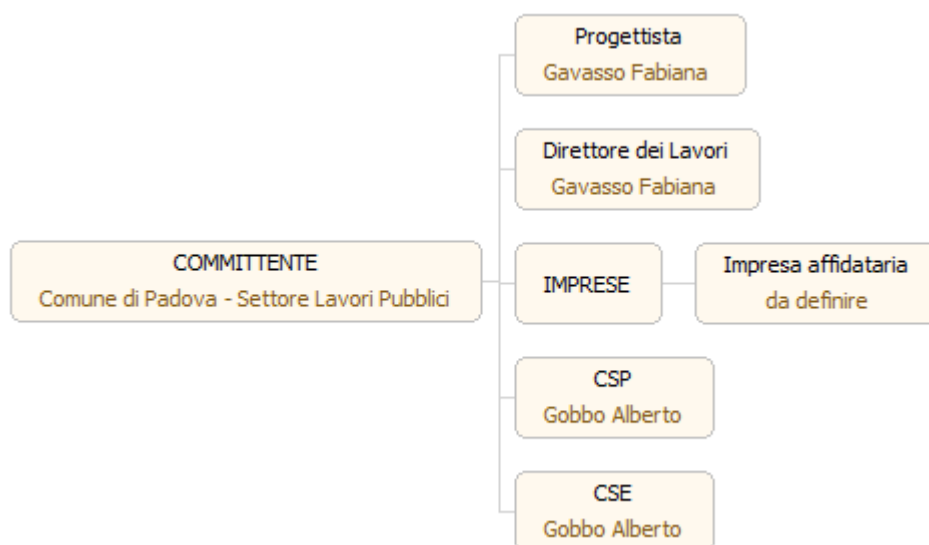 Progettista
Gavasso Fabiana
Direttore dei Lavori
Gavasso Fabiana
COMMITTENTE
Comune di Padova - Settore Lavori Pubblici
IMPRESE
Impresa affidataria
da definire
CSP
Gobbo Alberto
CSE
Gobbo Alberto